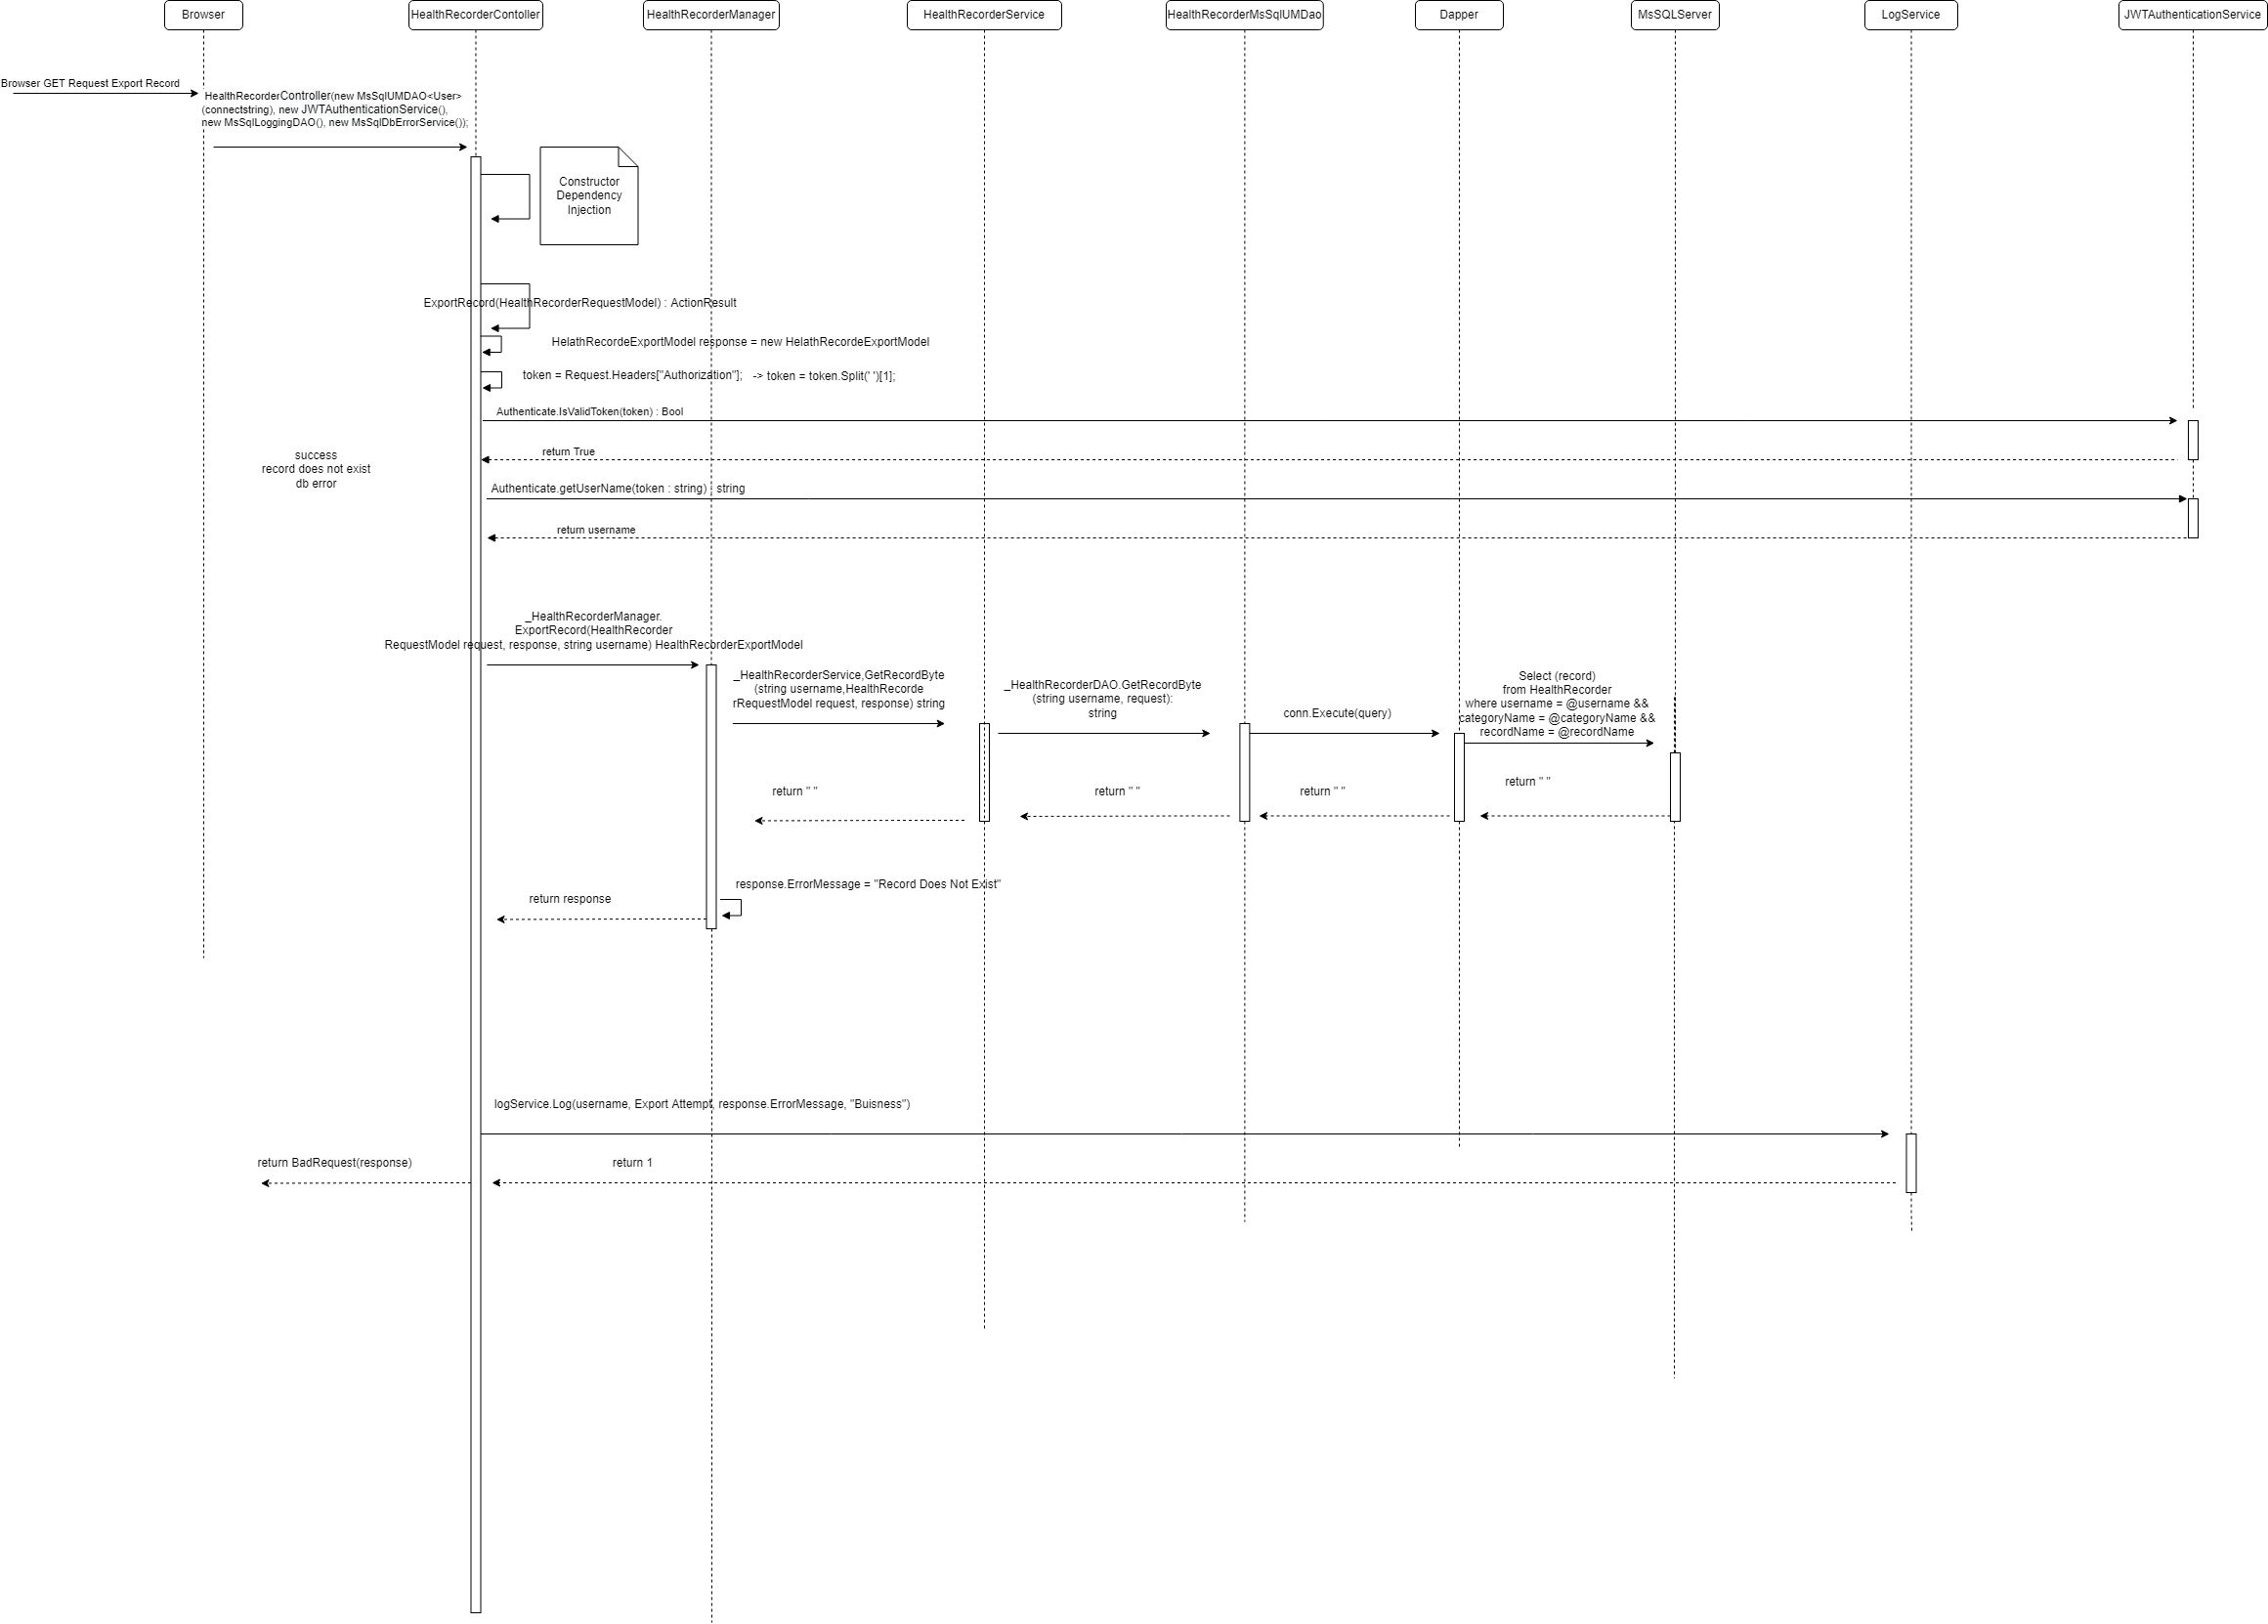 Browser
HealthRecorderContoller
HealthRecorderManager
HealthRecorderService
HealthRecorderMsSqlUMDao
Dapper
MsSQLServer
LogService
JWTAuthenticationService
Browser GET Request Export Record
HealthRecorderController(new MsSqlUMDAO<User>
(connectstring), new JWTAuthenticationService(),
new MsSqlLoggingDAO(), new MsSqlDbErrorService());
Constructor
Dependency
Injection
ExportRecord(HealthRecorderRequestModel) : ActionResult
HelathRecordeExportModel response = new HelathRecordeExportModel
token = Request.Headers["Authorization"];   -> token = token.Split(' ')[1];
Authenticate.IsValidToken(token) : Bool
return True
success
record does not exist
db error
Authenticate.getUserName(token : string) : string
return username
_HealthRecorderManager.
ExportRecord(HealthRecorder
RequestModel request, response, string username) HealthRecorderExportModel
_HealthRecorderService,GetRecordByte
(string username,HealthRecorde
rRequestModel request, response) string
_HealthRecorderDAO.GetRecordByte
(string username, request):
string
conn.Execute(query)
Select (record)
from HealthRecorder
where username = @username &&
categoryName = @categoryName &&
recordName = @recordName
return " "
return " "
return " "
return " "
response.ErrorMessage = "Record Does Not Exist"
return response
logService.Log(username, Export Attempt, response.ErrorMessage, "Buisness")
return BadRequest(response)
return 1